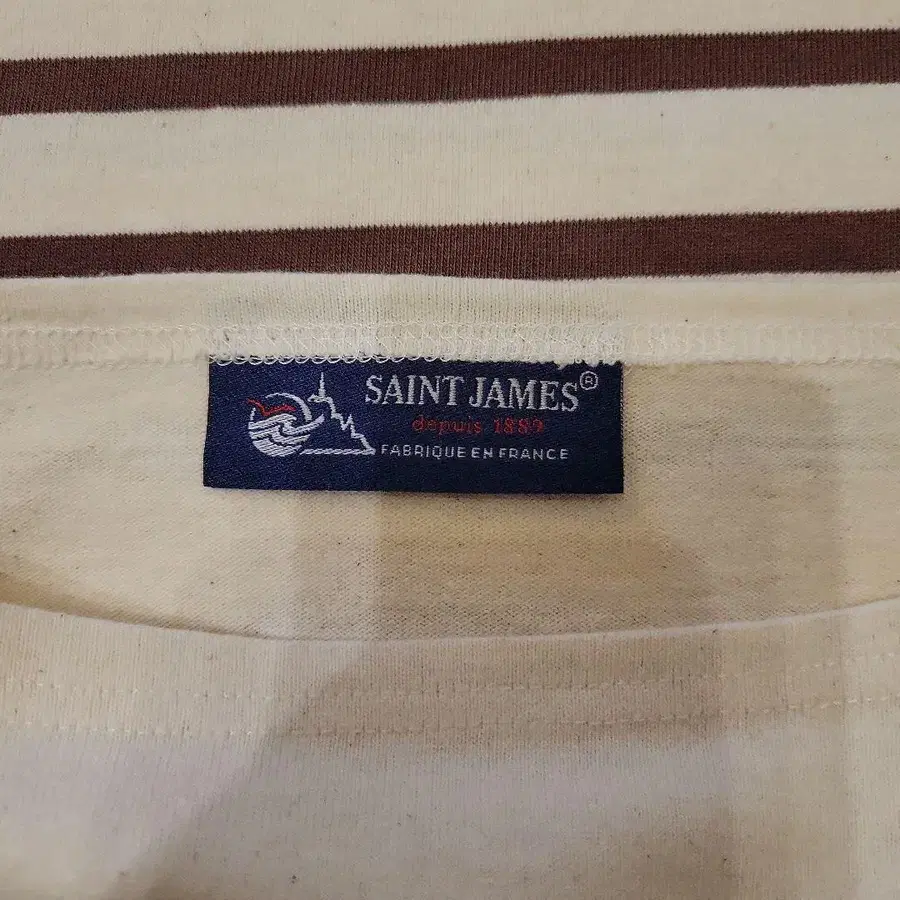 SAINT JAMES®
depuis 1889
FABRIQUE EN FRANCE